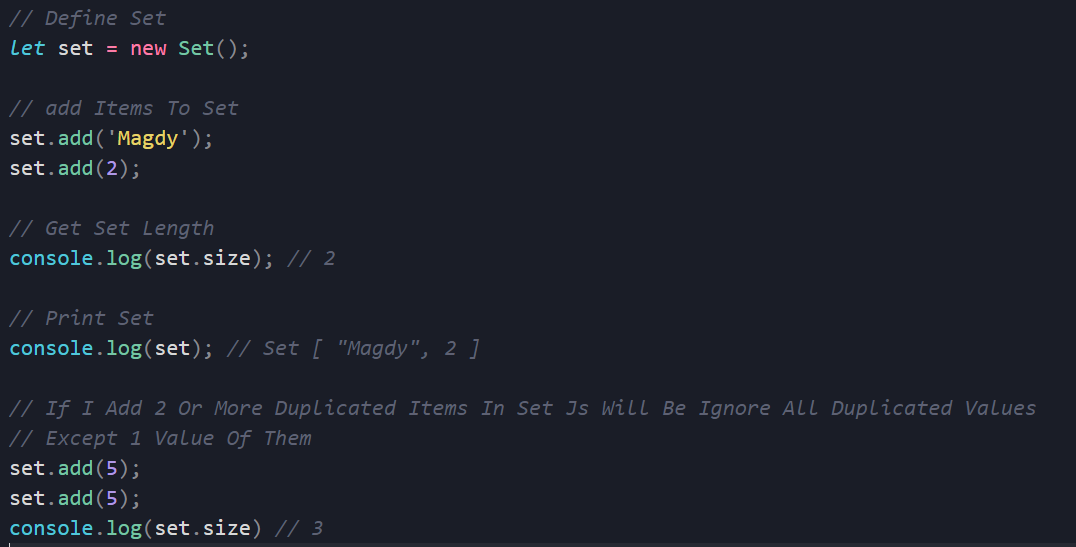 // Define Set
let set = new Set();
// add Items To Set
set.add('Magdy');
set.add(2);
// Get Set Length
console.log(set.size); // 2
// Print Set
console.log(set); // Set [ "Magdy", 2 ]
// If I Add 2 Or More Duplicated Items In Set Js Will Be Ignore All Duplicated Values
// Except 1 Value Of Them
set.add(5);
set.add(5);
console.log(set.size) // 3